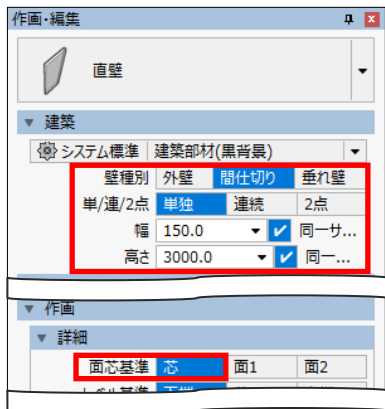 作画・編集
直壁
建築
システム標準 建築部材(黒背景)
壁種別 外壁 間仕切り 垂れ壁
単/連/2点 単独 連続 2点
幅 150.0 同一サ...
高さ 3000.0 同一...
作画
詳細
面芯基準 芯 面1 面2